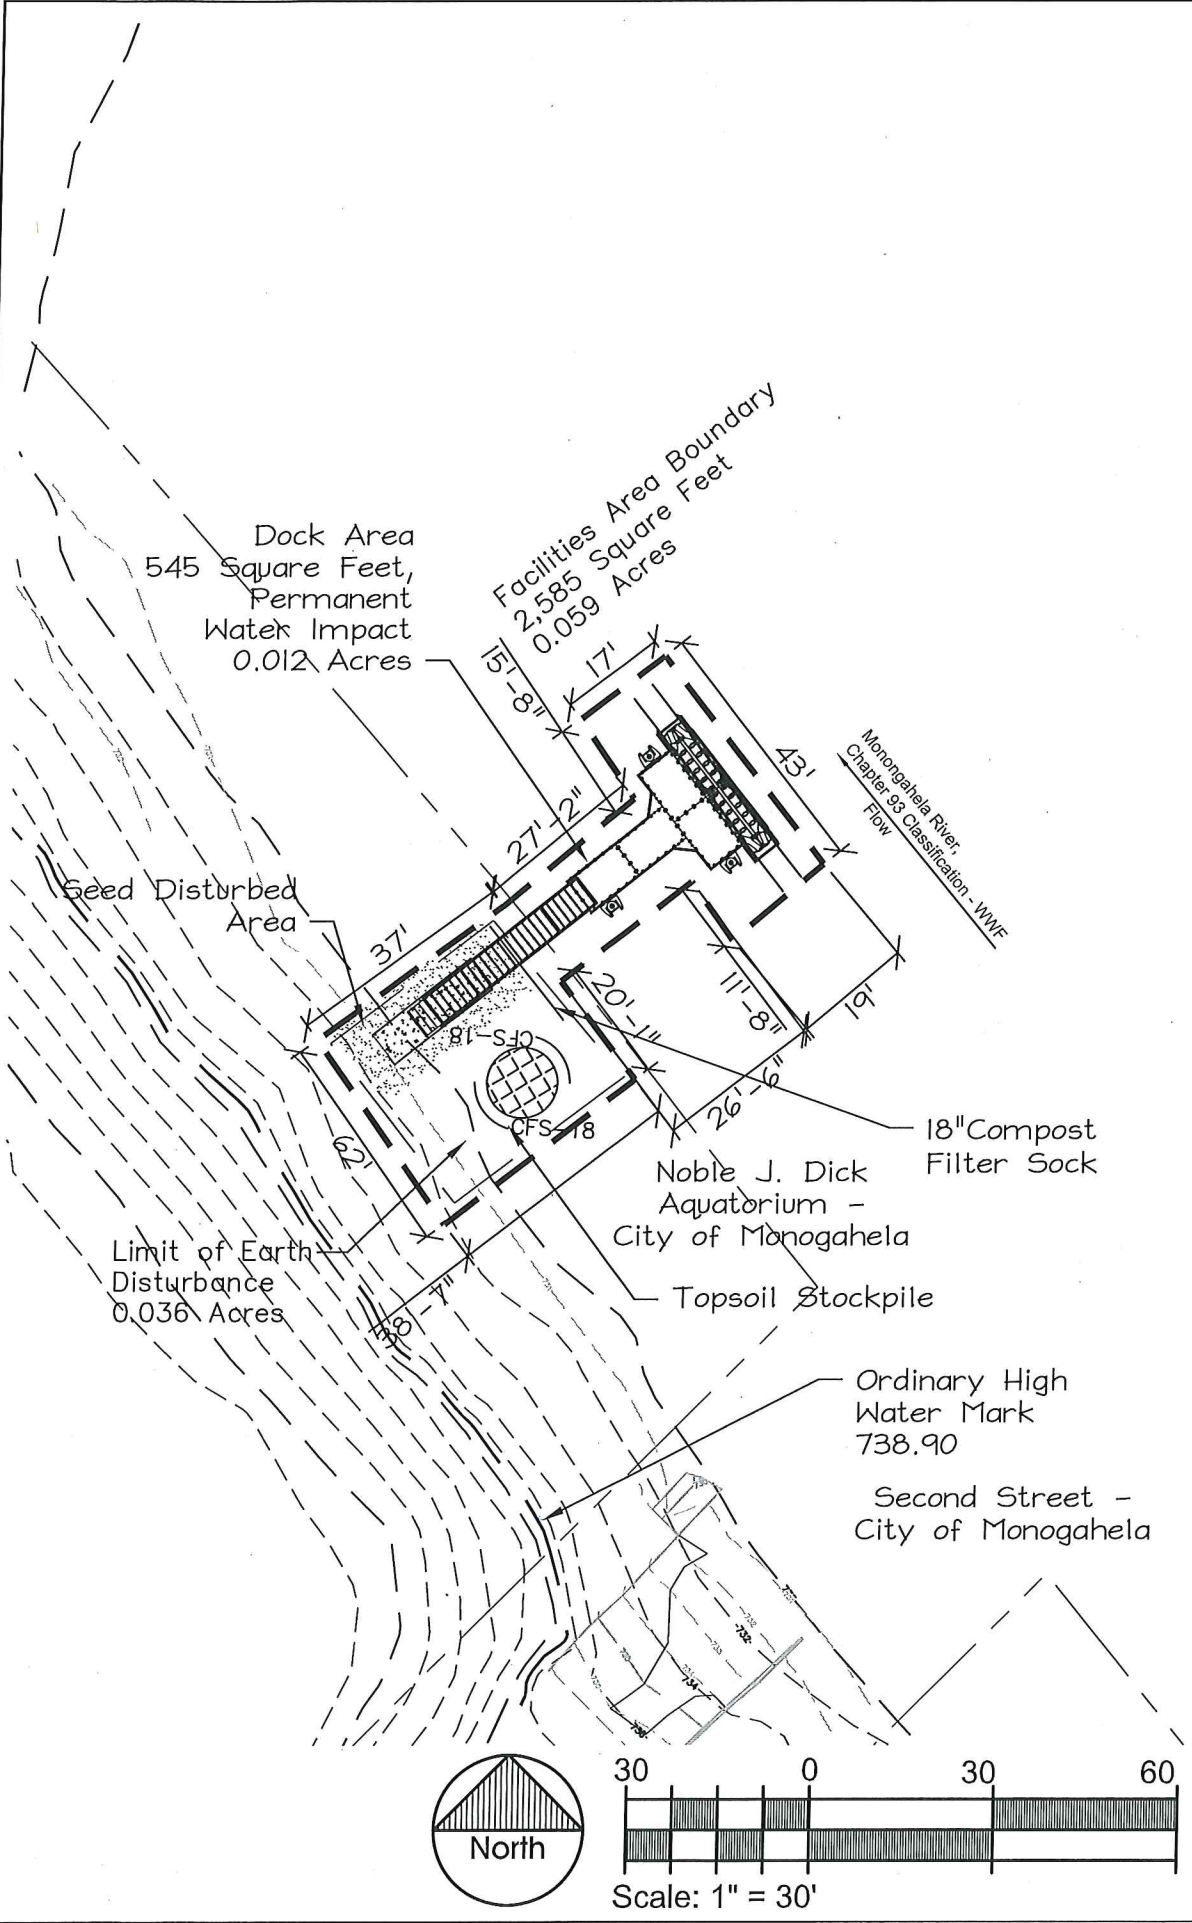 Facilities Area Boundary
2,585 Square Feet
0.059 Acres
Dock Area
545 Square Feet,
Permanent
Water Impact
0.012 Acres
15'-8"
17'
43'
Monongahela River,
Chapter 93 Classification - WWF
Flow
27'-2"
Seed Disturbed
Area
37'
CFS-18
20'-1"
11'-8"
19'
26'-6"
CFS-18
62'
18"Compost
Filter Sock
Noble J. Dick
Aquatorium -
City of Monogahela
Limit of Earth
Disturbance
0.036 Acres
38'-7"
Topsoil Stockpile
Ordinary High
Water Mark
738.90
Second Street -
City of Monogahela
732
732
733
734
North
30 0 30 60
Scale: 1" = 30'